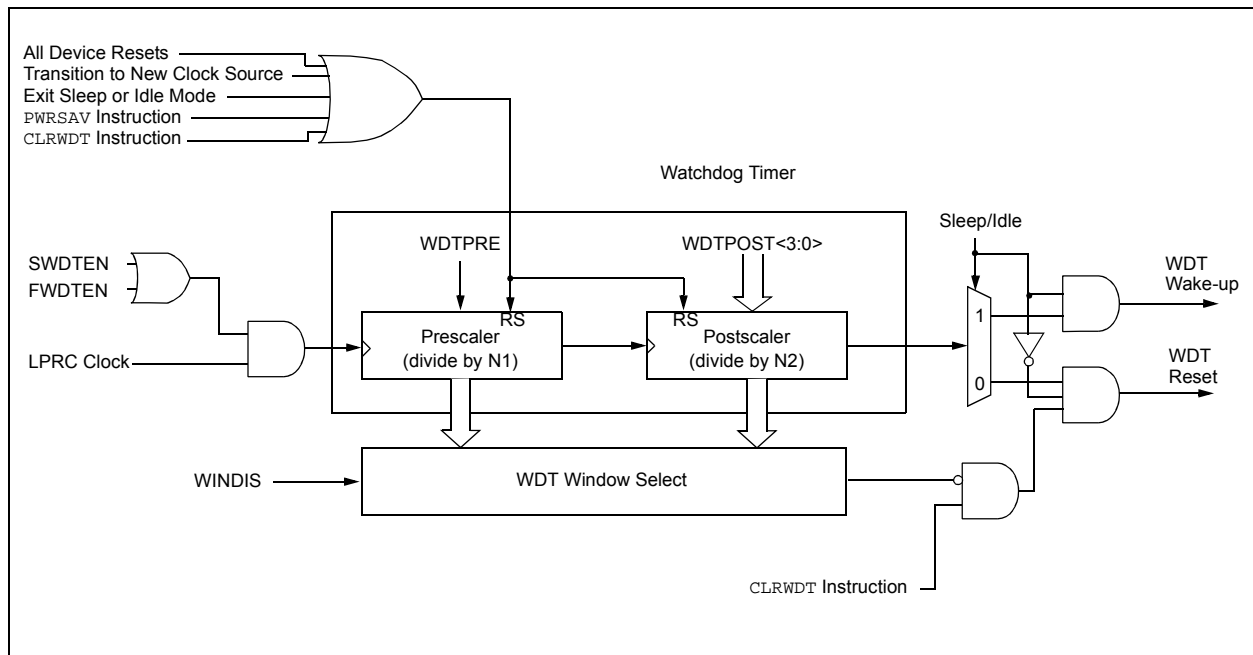 All Device Resets
Transition to New Clock Source
Exit Sleep or Idle Mode
PWRSAV Instruction
CLRWDT Instruction
Watchdog Timer
Sleep/Idle
WDTPRE
WDTPOST<3:0>
SWDTEN
FWDTEN
WDT
Wake-up
RS
RS
1
Prescaler
(divide by N1)
Postscaler
(divide by N2)
LPRC Clock
WDT
Reset
0
WINDIS
WDT Window Select
CLRWDT Instruction